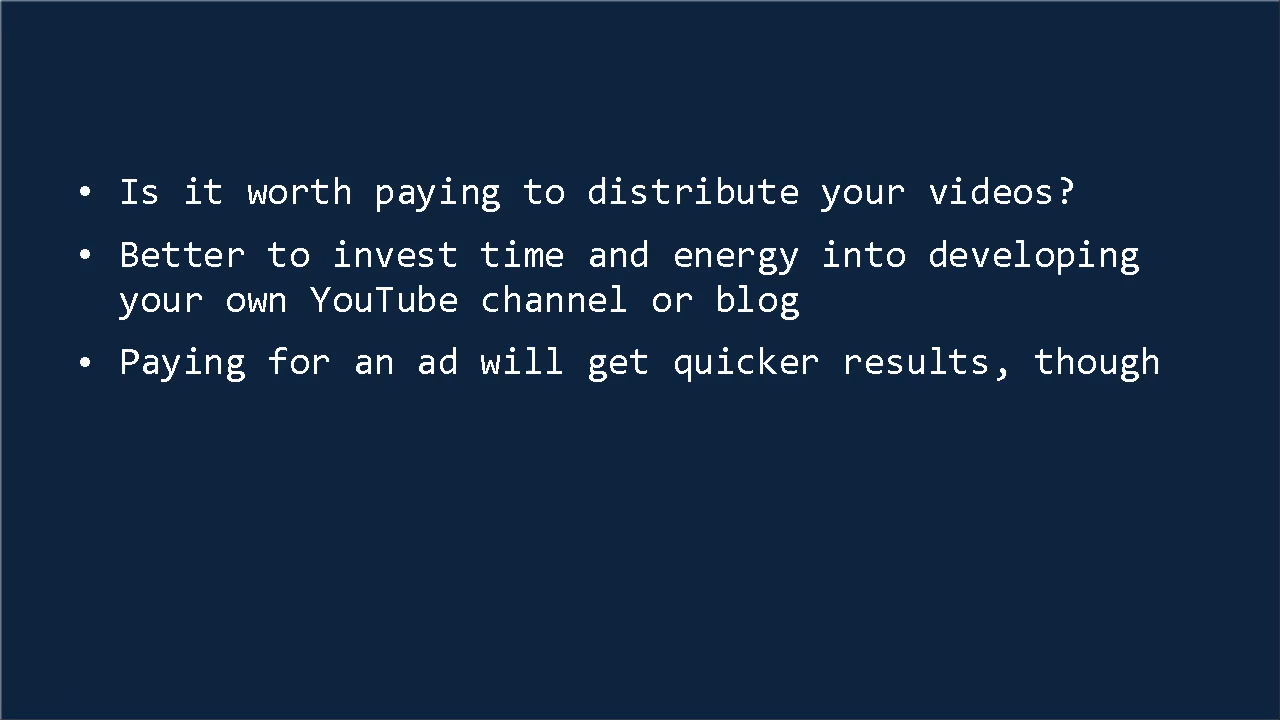 • Is it worth paying to distribute your videos?
• Better to invest time and energy into developing
your own YouTube channel or blog
• Paying for an ad will get quicker results, though